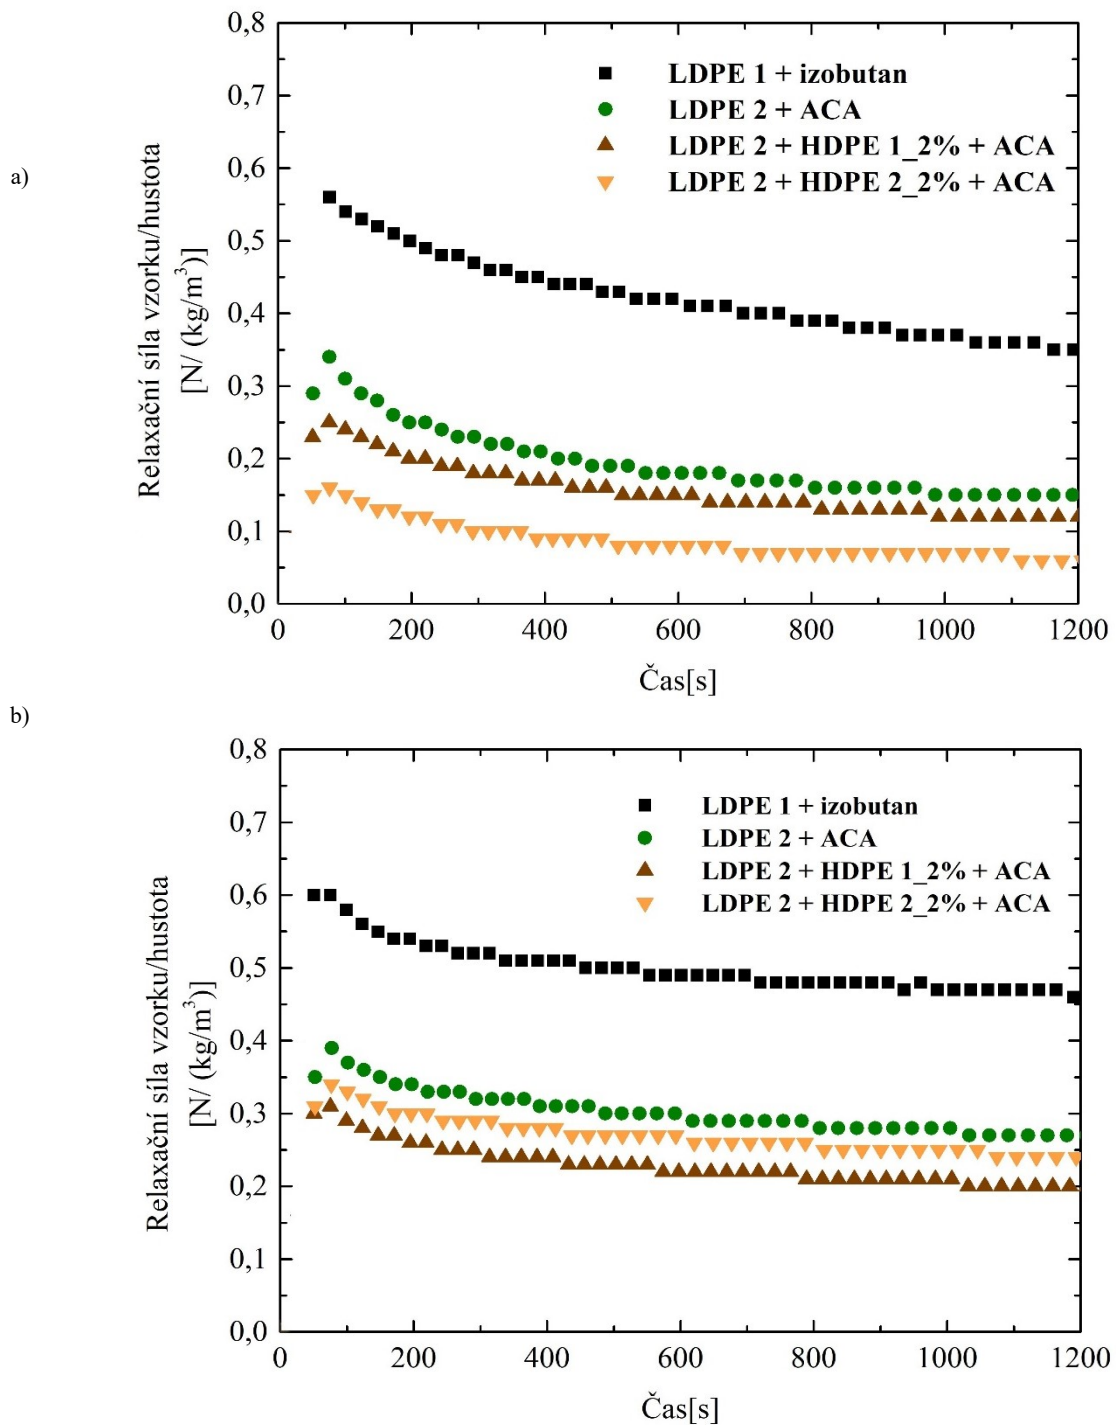 a)
Relaxační síla vzorku/hustota
[N/ (kg/m³)]
0,8
0,7
0,6
0,5
0,4
0,3
0,2
0,1
0,0
LDPE 1 + izobutan
LDPE 2 + ACA
LDPE 2 + HDPE 1_2% + ACA
LDPE 2 + HDPE 2_2% + ACA
0 200 400 600 800 1000 1200
Čas[s]
b)
Relaxační síla vzorku/hustota
[N/ (kg/m³)]
0,8
0,7
0,6
0,5
0,4
0,3
0,2
0,1
0,0
LDPE 1 + izobutan
LDPE 2 + ACA
LDPE 2 + HDPE 1_2% + ACA
LDPE 2 + HDPE 2_2% + ACA
0 200 400 600 800 1000 1200
Čas[s]